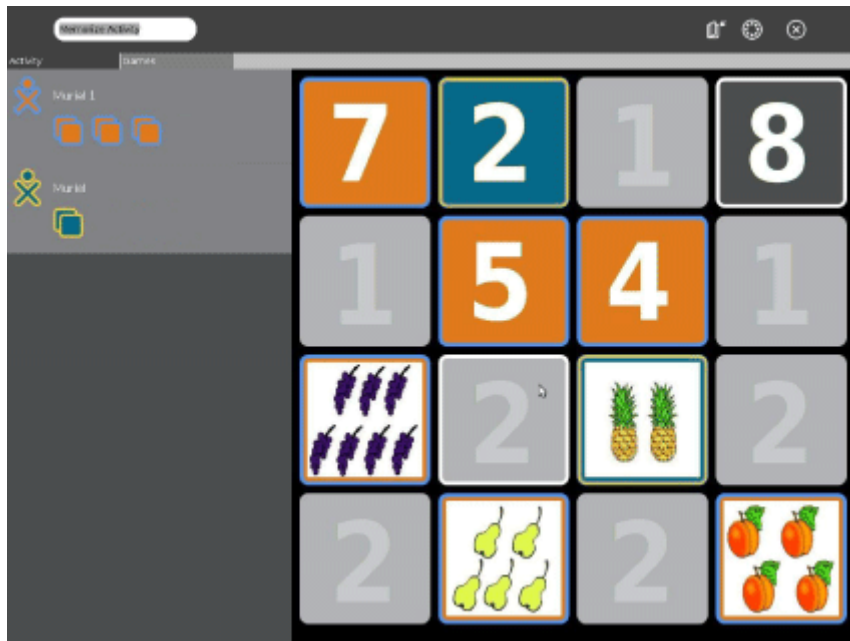 Memorize Activity
Activity
Games
Muriel 1
Muriel
7 2 1 8
1 5 4 1
2 2
2 2